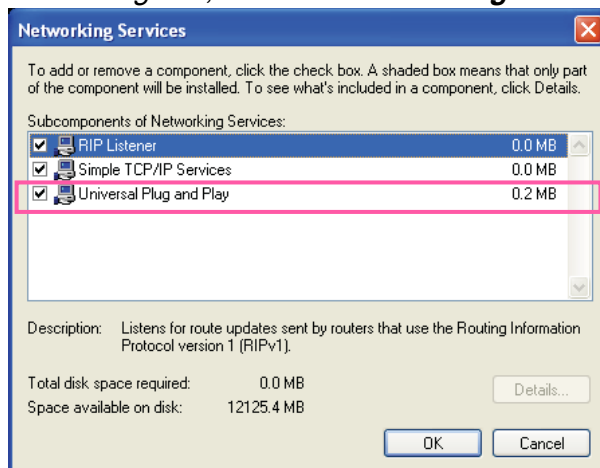 Networking Services
To add or remove a component, click the check box. A shaded box means that only part
of the component will be installed. To see what's included in a component, click Details.
Subcomponents of Networking Services:
RIP Listener 0.0 MB
Simple TCP/IP Services 0.0 MB
Universal Plug and Play 0.2 MB
Description: Listens for route updates sent by routers that use the Routing Information
Protocol version 1 (RIPv1).
Total disk space required: 0.0 MB
Details...
Space available on disk: 12125.4 MB
OK Cancel